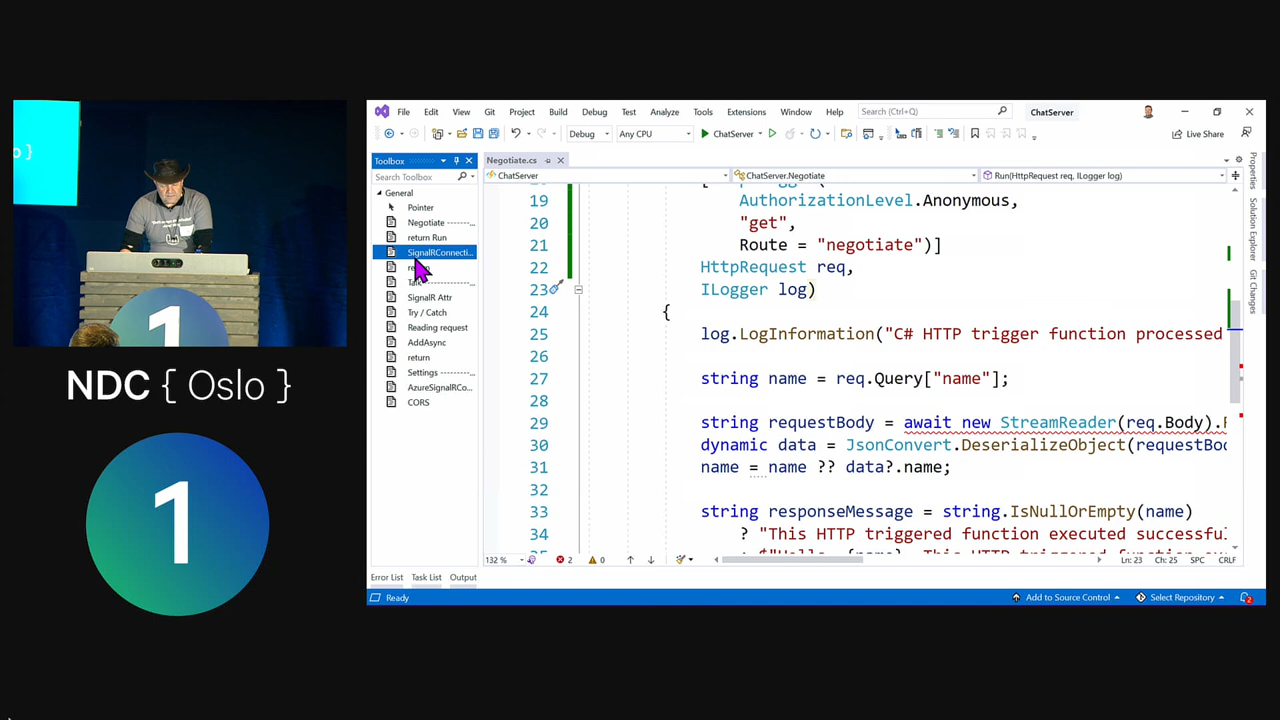 o }
1
NDC { Oslo }
1
File Edit View Git Project Build Debug Test Analyze Tools Extensions Window Help Search (Ctrl+Q) ChatServer
Debug Any CPU ChatServer Live Share
Toolbox
Search Toolbox
General
Pointer
Negotiate --------
return Run
SignalRConnecti...
SignalR Attr
Try / Catch
Reading request
AddAsync
return
Settings --------
AzureSignalRCo...
CORS
Negotiate.cs
ChatServer ChatServer.Negotiate Run(HttpRequest req, ILogger log)
19 AuthorizationLevel.Anonymous,
20 "get",
21 Route = "negotiate")]
22 HttpRequest req,
23 ILogger log)
24 {
25 log.LogInformation("C# HTTP trigger function processed
26
27 string name = req.Query["name"];
28
29 string requestBody = await new StreamReader(req.Body).
30 dynamic data = JsonConvert.DeserializeObject(requestBo
31 name = name ?? data?.name;
32
33 string responseMessage = string.IsNullOrEmpty(name)
34 ? "This HTTP triggered function executed successful
132 % 2 0 Ln: 23 Ch: 25 SPC CRLF
Error List Task List Output
Ready Add to Source Control Select Repository 2
Properties
Solution Explorer
Git Changes